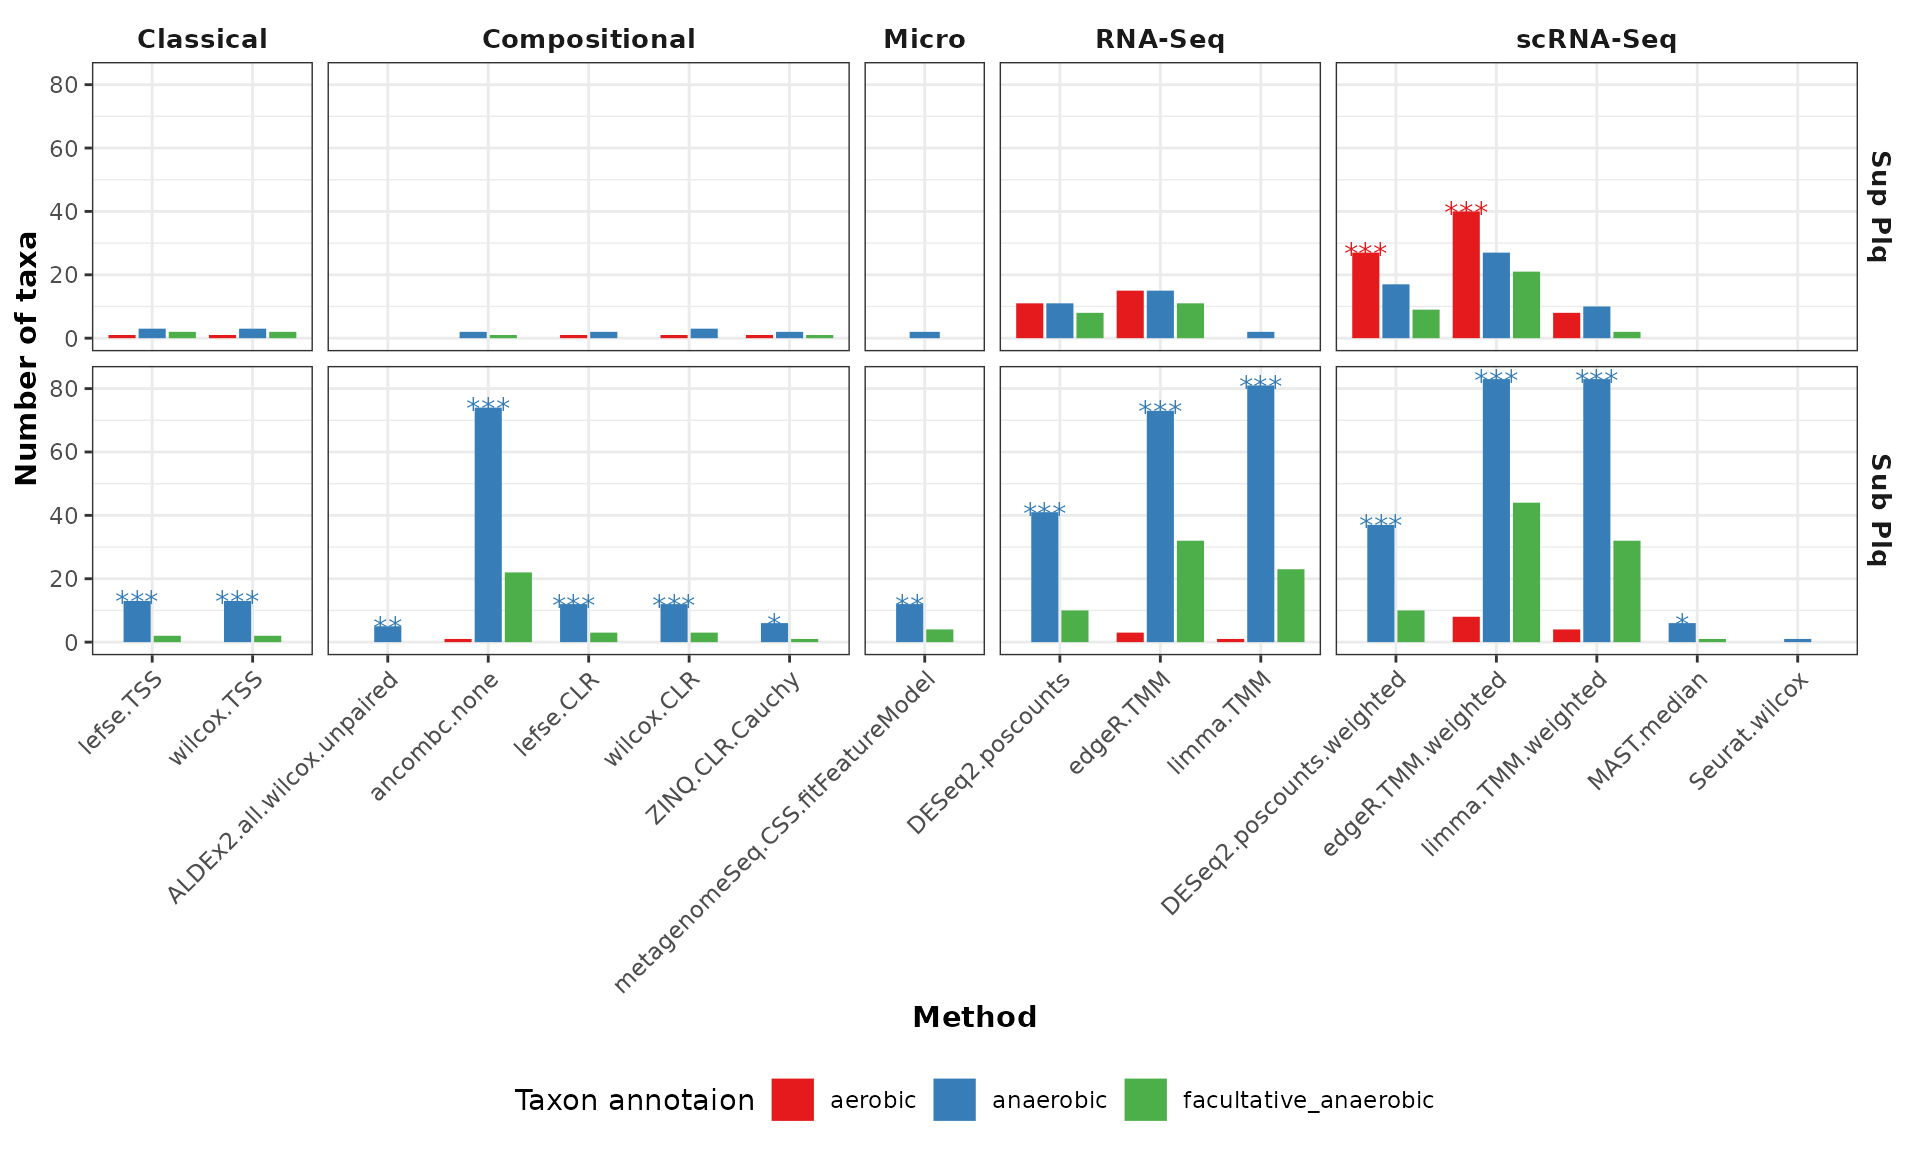 Classical Compositional Micro RNA-Seq scRNA-Seq
80
60
40
20
0
***
***
Sup Plq
Number of taxa
80
60
40
20
0
***
***
**
***
***
***
*
**
***
***
***
***
***
***
*
Sub Plq
lefse.TSS
wilcox.TSS
ALDEx2.all.wilcox.unpaired
ancombc.none
lefse.CLR
wilcox.CLR
ZINQ.CLR.Cauchy
metagenomeSeq.CSS.fitFeatureModel
DESeq2.poscounts
edgeR.TMM
limma.TMM
DESeq2.poscounts.weighted
edgeR.TMM.weighted
limma.TMM.weighted
MAST.median
Seurat.wilcox
Method
Taxon annotaion aerobic anaerobic facultative_anaerobic